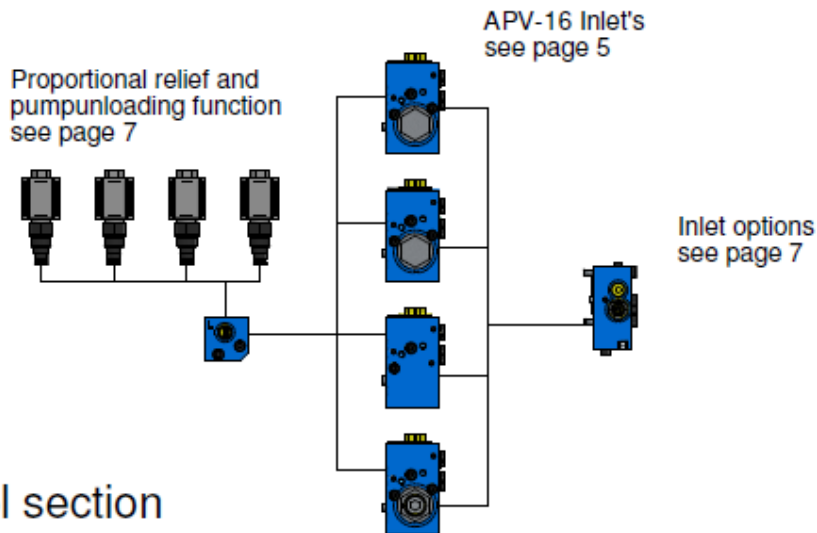 APV-16 Inlet's
see page 5
Proportional relief and
pumpunloading function
see page 7
Inlet options
see page 7
l section